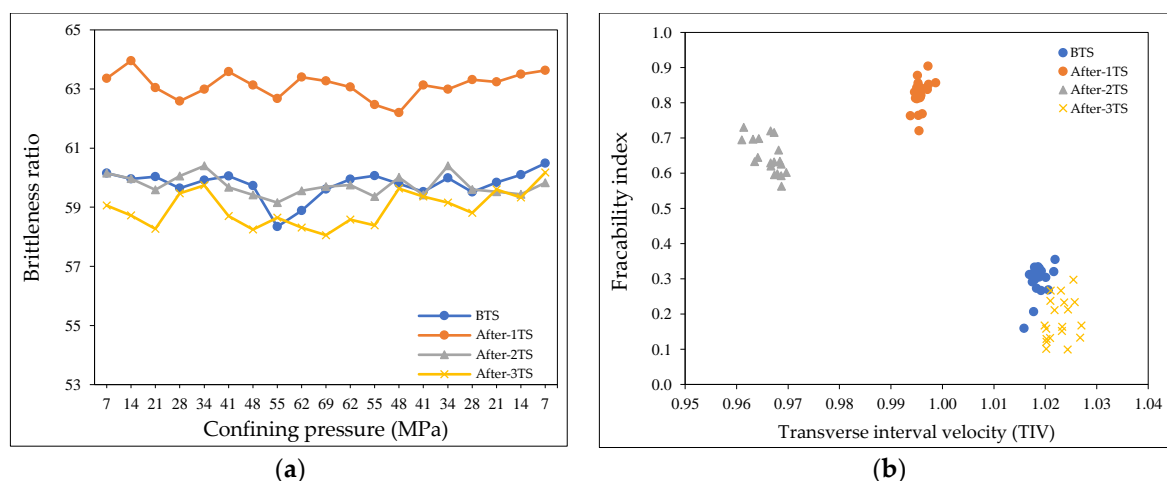 65
63
61
59
57
55
53
Brittleness ratio
BTS
After-1TS
After-2TS
After-3TS
7 14 21 28 34 41 48 55 62 69 62 55 48 41 34 28 21 14 7
Confining pressure (MPa)
(a)
1.0
0.9
0.8
0.7
0.6
0.5
0.4
0.3
0.2
0.1
0.0
Fracability index
BTS
After-1TS
After-2TS
After-3TS
0.95 0.96 0.97 0.98 0.99 1.00 1.01 1.02 1.03 1.04
Transverse interval velocity (TIV)
(b)